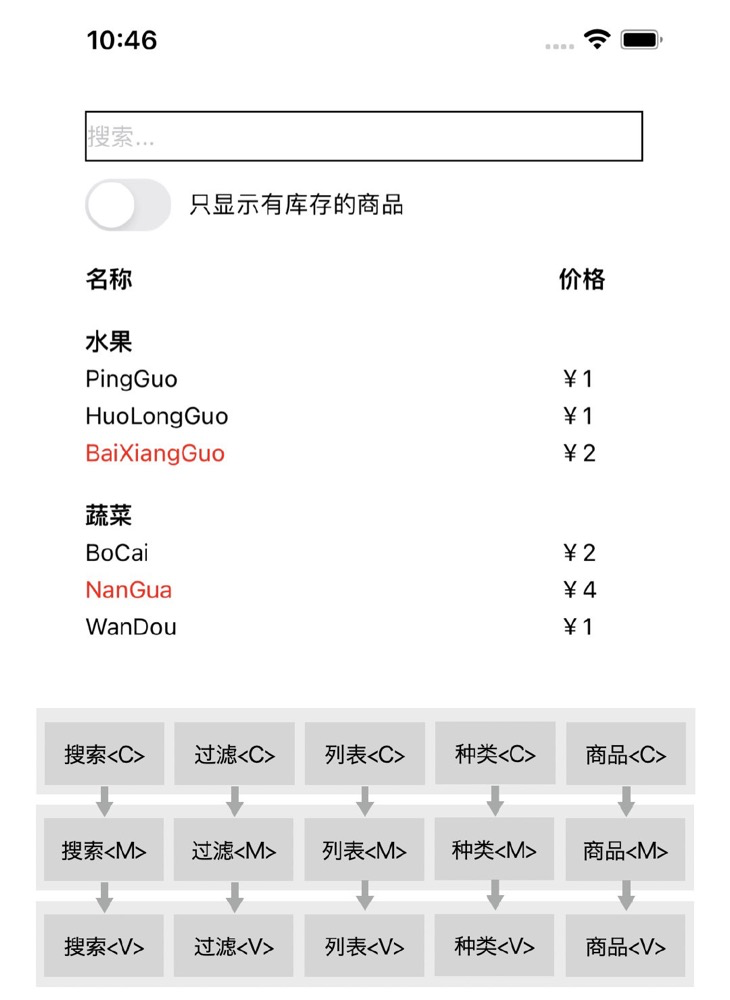 10:46
搜索...
只显示有库存的商品
名称 价格
水果
PingGuo ¥1
HuoLongGuo ¥1
BaiXiangGuo ¥2
蔬菜
BoCai ¥2
NanGua ¥4
WanDou ¥1
搜索<C> 过滤<C> 列表<C> 种类<C> 商品<C>
搜索<M> 过滤<M> 列表<M> 种类<M> 商品<M>
搜索<V> 过滤<V> 列表<V> 种类<V> 商品<V>